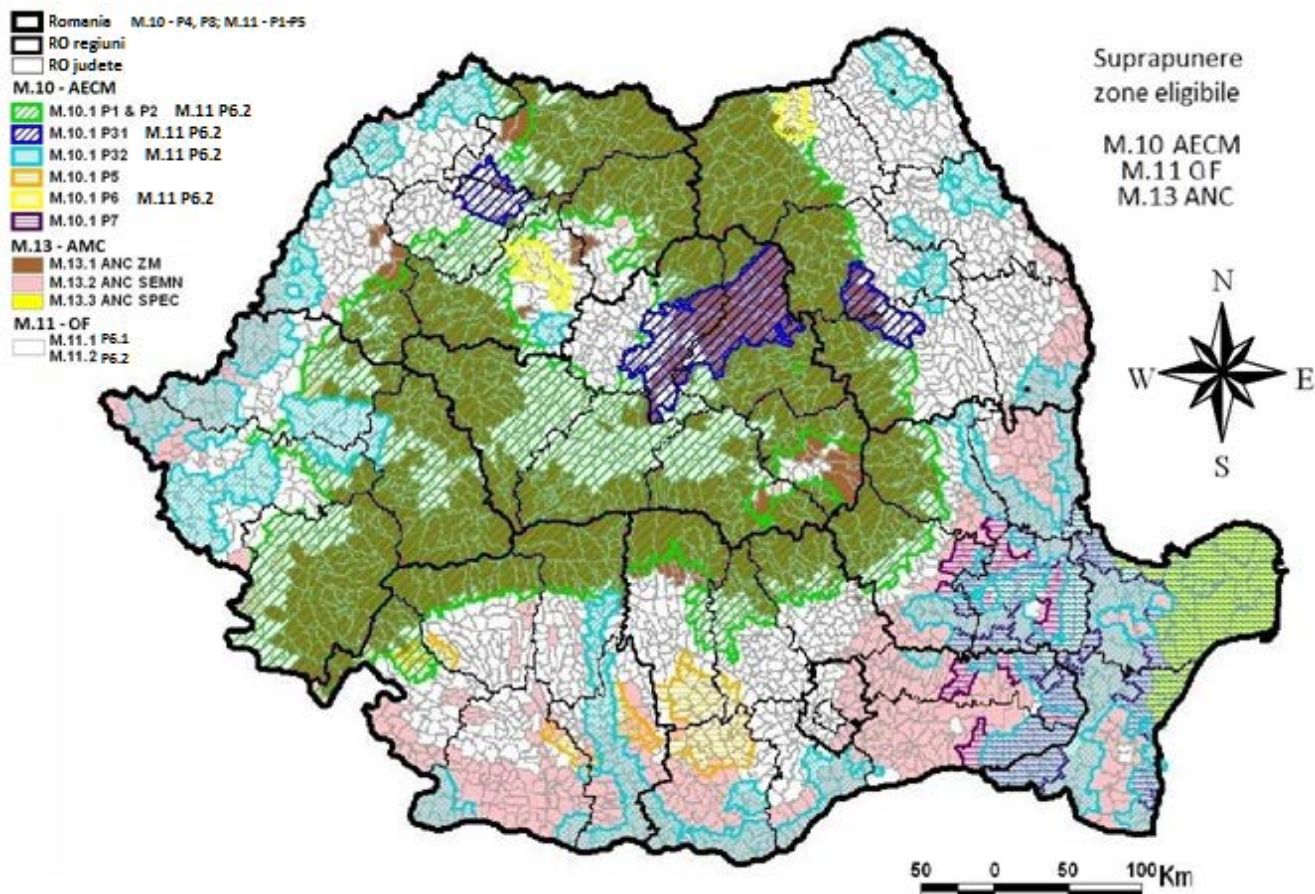 Romania M.10 - P4, P8; M.11 - P1-P5
RO regiuni
RO judete
M.10 - AECM
M.10.1 P1 & P2 M.11 P6.2
M.10.1 P31 M.11 P6.2
M.10.1 P32 M.11 P6.2
M.10.1 P5
M.10.1 P6 M.11 P6.2
M.10.1 P7
M.13 - AMC
M.13.1 ANC ZM
M.13.2 ANC SEMN
M.13.3 ANC SPEC
M.11 - OF
M.11.1 P6.1
M.11.2 P6.2
Suprapunere
zone eligibile
M.10 AECM
M.11 OF
M.13 ANC
N
W E
S
50 0 50 100 Km